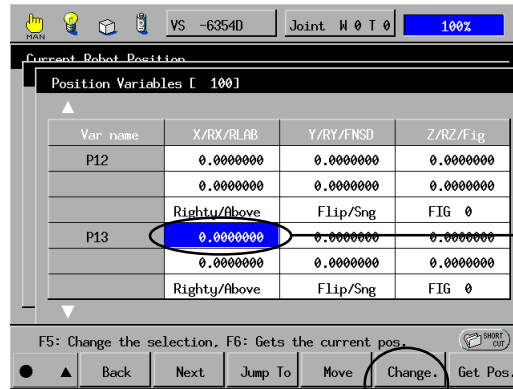 MAN VS -6354D Joint W 0 T 0 100%
Current Robot Position
Position Variables [ 100]
Var name X/RX/RLAB Y/RY/FNSD Z/RZ/Fig
P12 0.0000000 0.0000000 0.0000000
0.0000000 0.0000000 0.0000000
Righty/Above Flip/Sng FIG 0
P13 0.0000000 0.0000000 0.0000000
0.0000000 0.0000000 0.0000000
Righty/Above Flip/Sng FIG 0
F5: Change the selection, F6: Gets the current pos. SHORT CUT
Back Next Jump To Move Change. Get Pos.